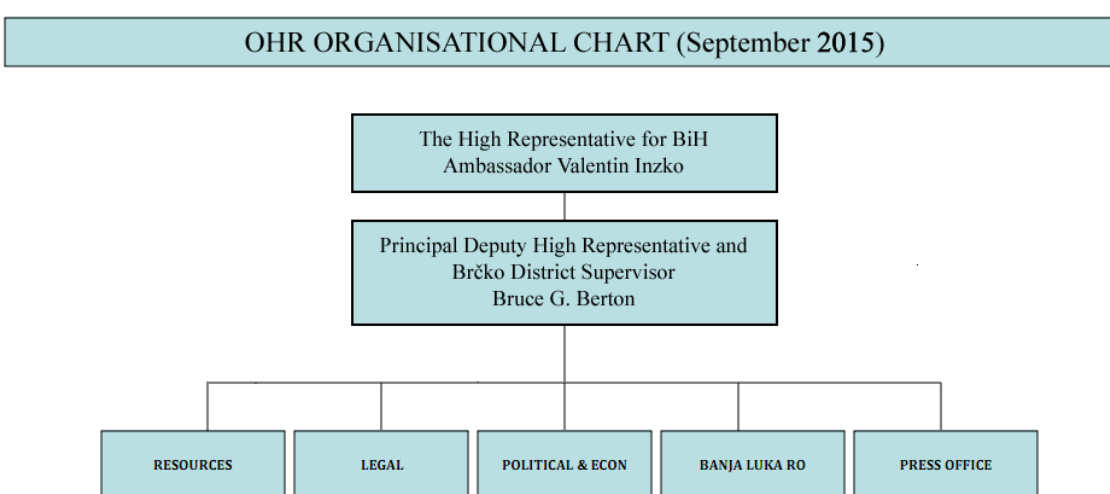 OHR ORGANISATIONAL CHART (September 2015)
The High Representative for BiH
Ambassador Valentin Inzko
Principal Deputy High Representative and
Brčko District Supervisor
Bruce G. Berton
RESOURCES
LEGAL
POLITICAL & ECON
BANJA LUKA RO
PRESS OFFICE